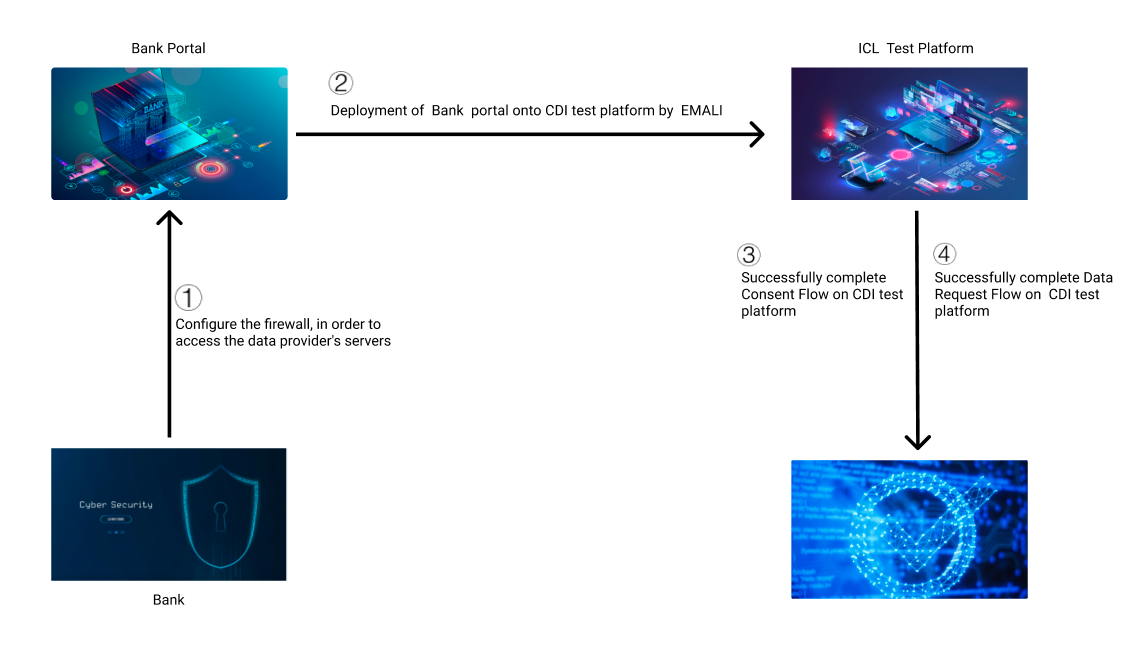 Bank Portal
ICL Test Platform
②
Deployment of Bank portal onto CDI test platform by EMALI
BANK
③
Successfully complete
Consent Flow on CDI test
platform
④
Successfully complete Data
Request Flow on CDI test
platform
①
Configure the firewall, in order to
access the data provider's servers
Cyber Security
Bank